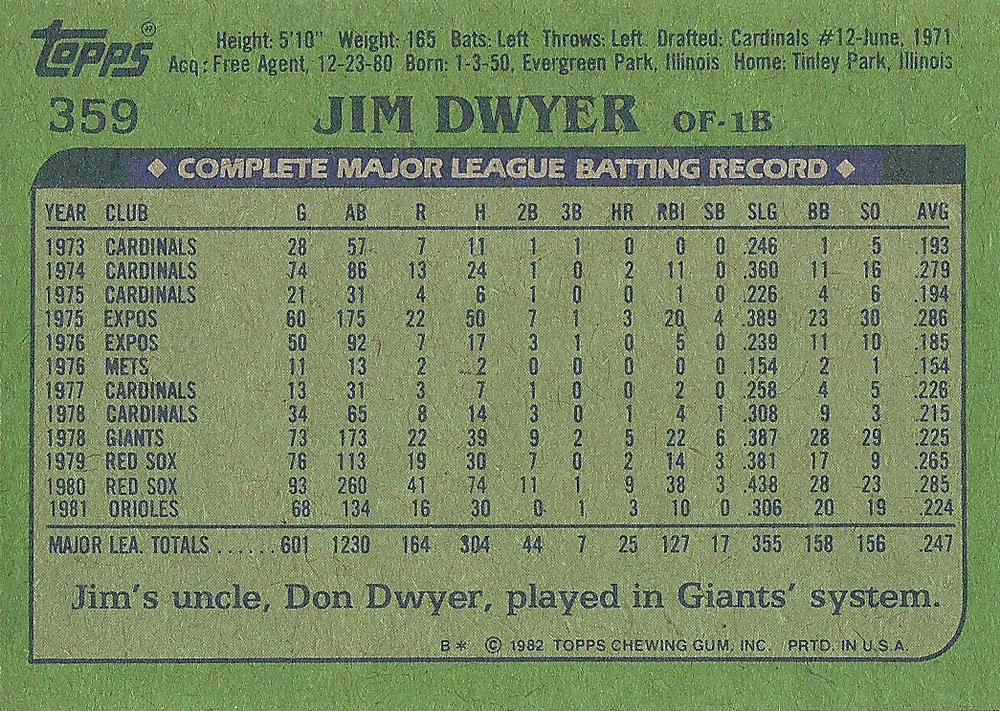 Topps®
Height: 5'10" Weight: 165 Bats: Left Throws: Left Drafted: Cardinals #12-June, 1971
Acq: Free Agent, 12-23-80 Born: 1-3-50, Evergreen Park, Illinois Home: Tinley Park, Illinois
359 JIM DWYER OF-1B
◆ COMPLETE MAJOR LEAGUE BATTING RECORD ◆
YEAR CLUB G AB R H 2B 3B HR RBI SB SLG BB SO AVG
1973 CARDINALS 28 57 7 11 1 1 0 0 0 .246 1 5 .193
1974 CARDINALS 74 86 13 24 1 0 2 11 0 .360 11 16 .279
1975 CARDINALS 21 31 4 6 1 0 0 1 0 .226 4 6 .194
1975 EXPOS 60 175 22 50 7 1 3 20 4 .389 23 30 .286
1976 EXPOS 50 92 7 17 3 1 0 5 0 .239 11 10 .185
1976 METS 11 13 2 2 0 0 0 0 0 .154 2 1 .154
1977 CARDINALS 13 31 3 7 1 0 0 2 0 .258 4 5 .226
1978 CARDINALS 34 65 8 14 3 0 1 4 1 .308 9 3 .215
1978 GIANTS 73 173 22 39 9 2 5 22 6 .387 28 29 .225
1979 RED SOX 76 113 19 30 7 0 2 14 3 .381 17 9 .265
1980 RED SOX 93 260 41 74 11 1 9 38 3 .438 28 23 .285
1981 ORIOLES 68 134 16 30 0 1 3 10 0 .306 20 19 .224
MAJOR LEA. TOTALS ......601 1230 164 304 44 7 25 127 17 355 158 156 .247
Jim's uncle, Don Dwyer, played in Giants' system.
B* © 1982 TOPPS CHEWING GUM, INC. PRTD. IN U.S.A.